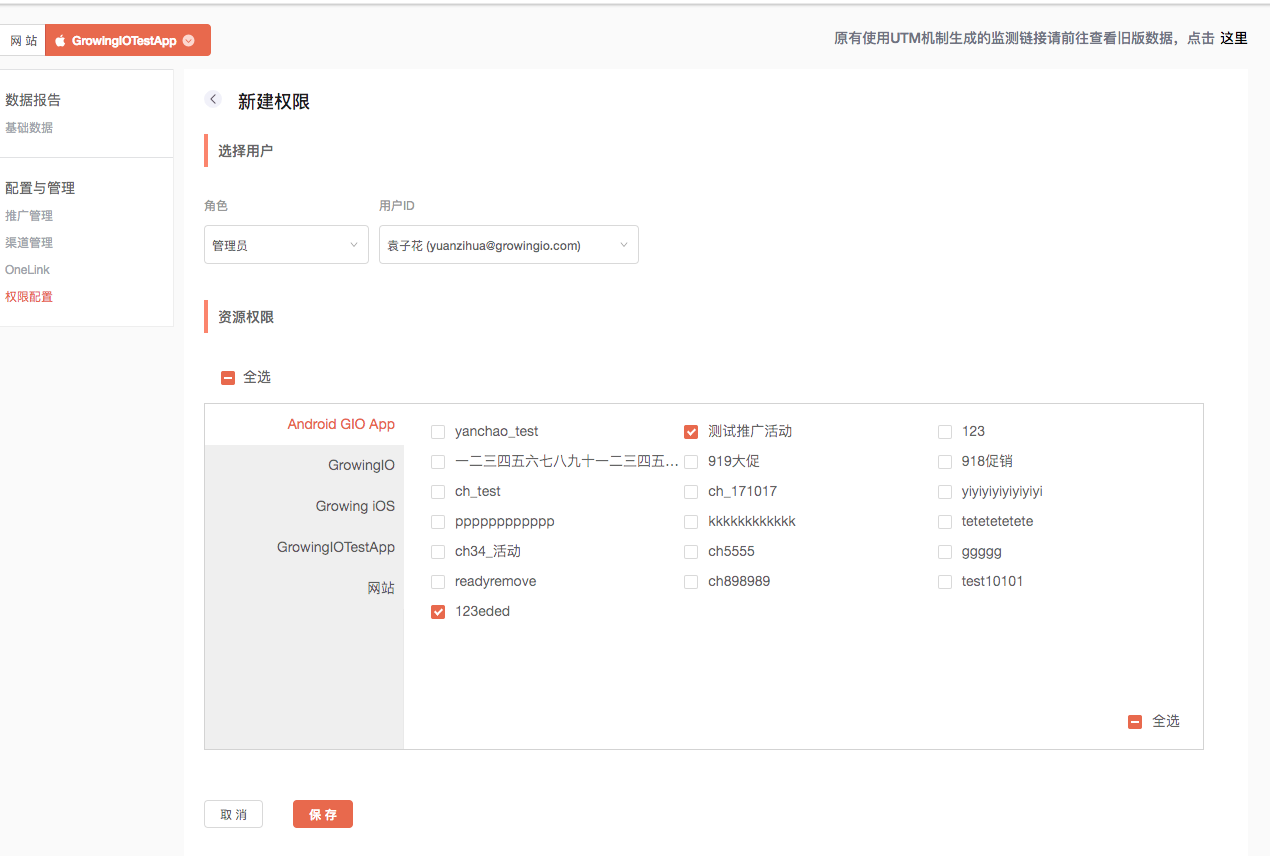 网 站 GrowingIOTestApp 原有使用UTM机制生成的监测链接请前往查看旧版数据，点击 这里
数据报告
基础数据
配置与管理
推广管理
渠道管理
OneLink
权限配置
新建权限
选择用户
角色 用户ID
管理员 袁子花 (yuanzihua@growingio.com)
资源权限
全选
Android GIO App
GrowingIO
Growing iOS
GrowingIOTestApp
网站
yanchao_test 测试推广活动 123
一二三四五六七八九十一二三四五... 919大促 918促销
ch_test ch_171017 yiyiyiyiyiyiyiyi
pppppppppppp kkkkkkkkkkkk tetetetetete
ch34_活动 ch5555 ggggg
readyremove ch898989 test10101
123eded
全选
取 消 保 存